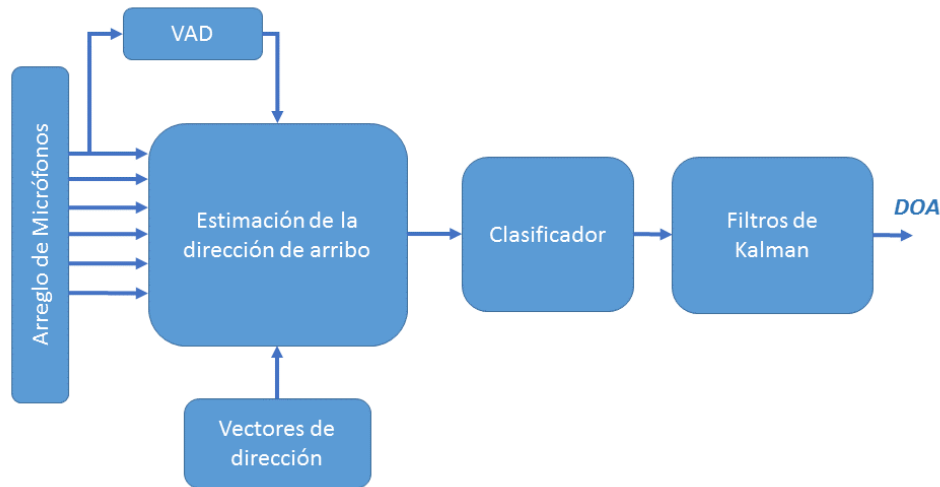 VAD
Arreglo de Micrófonos
Estimación de la
dirección de arribo
Clasificador
Filtros de
Kalman
DOA
Vectores de
dirección